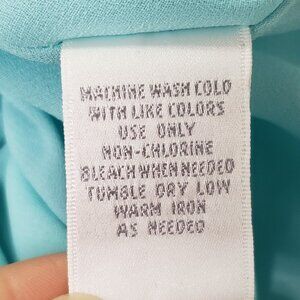 MACHINE WASH COLD
WITH LIKE COLORS
USE ONLY
NON-CHLORINE
BLEACH WHEN NEEDED
TUMBLE DRY LOW
WARM IRON
AS NEEDED